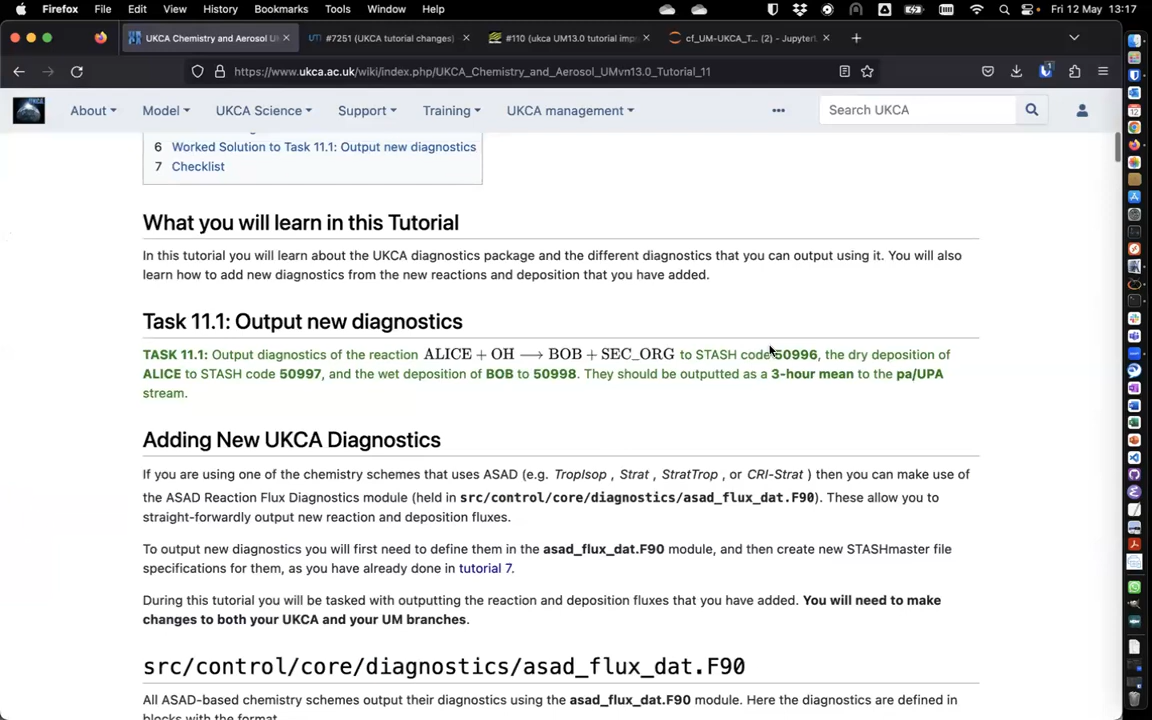 Firefox File Edit View History Bookmarks Tools Window Help Fri 12 May 13:17
UKCA Chemistry and Aerosol U #7251 (UKCA tutorial changes) #110 (ukca UM13.0 tutorial imp cf_UM-UKCA_T... (2) - Jupyter
https://www.ukca.ac.uk/wiki/index.php/UKCA_Chemistry_and_Aerosol_UMvn13.0_Tutorial_11
About Model UKCA Science Support Training UKCA management Search UKCA
6 Worked Solution to Task 11.1: Output new diagnostics
7 Checklist
What you will learn in this Tutorial
In this tutorial you will learn about the UKCA diagnostics package and the different diagnostics that you can output using it. You will also
learn how to add new diagnostics from the new reactions and deposition that you have added.
Task 11.1: Output new diagnostics
TASK 11.1: Output diagnostics of the reaction ALICE + OH ⟶ BOB + SEC_ORG to STASH code 50996, the dry deposition of
ALICE to STASH code 50997, and the wet deposition of BOB to 50998. They should be outputted as a 3-hour mean to the pa/UPA
stream.
Adding New UKCA Diagnostics
If you are using one of the chemistry schemes that uses ASAD (e.g. TropIsop , Strat , StratTrop , or CRI-Strat ) then you can make use of
the ASAD Reaction Flux Diagnostics module (held in src/control/core/diagnostics/asad_flux_dat.F90). These allow you to
straight-forwardly output new reaction and deposition fluxes.
To output new diagnostics you will first need to define them in the asad_flux_dat.F90 module, and then create new STASHmaster file
specifications for them, as you have already done in tutorial 7.
During this tutorial you will be tasked with outputting the reaction and deposition fluxes that you have added. You will need to make
changes to both your UKCA and your UM branches.
src/control/core/diagnostics/asad_flux_dat.F90
All ASAD-based chemistry schemes output their diagnostics using the asad_flux_dat.F90 module. Here the diagnostics are defined in
blocks with the format